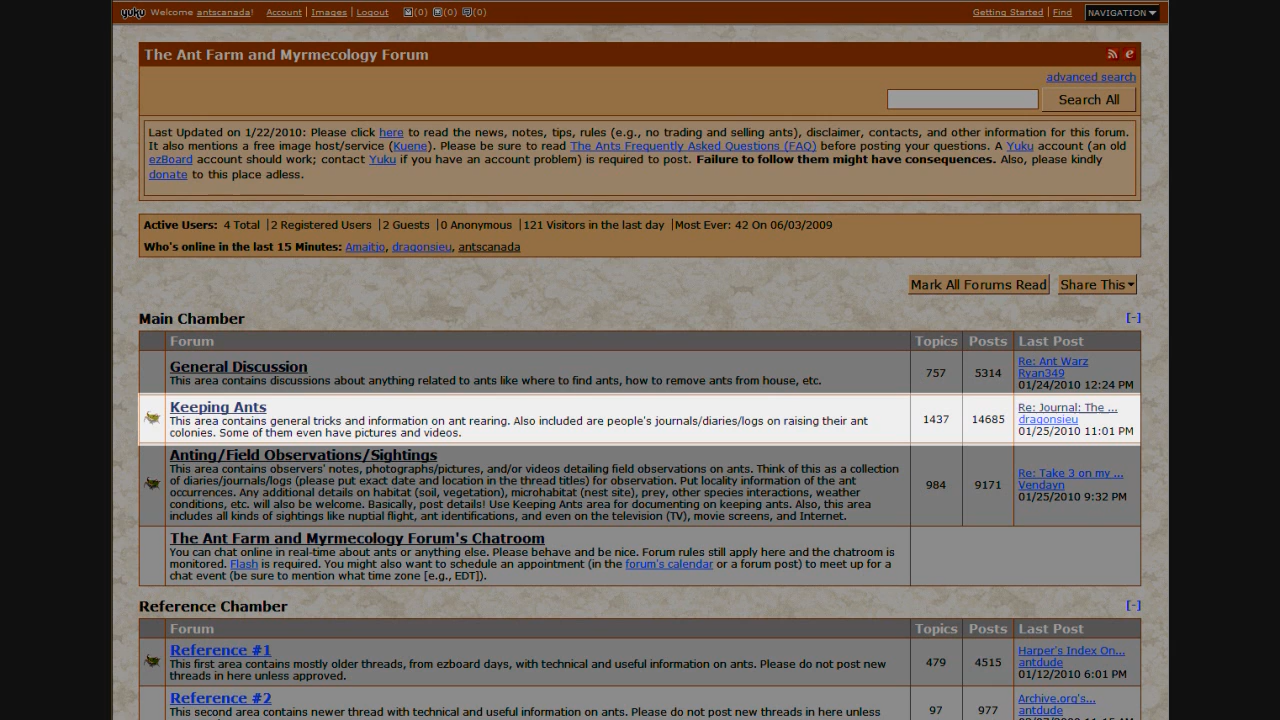 yuku Welcome antscanada! Account | Images | Logout (0) (0) (0) Getting Started | Find NAVIGATION
The Ant Farm and Myrmecology Forum
advanced search
Search All
Last Updated on 1/22/2010: Please click here to read the news, notes, tips, rules (e.g., no trading and selling ants), disclaimer, contacts, and other information for this forum.
It also mentions a free image host/service (Kuene). Please be sure to read The Ants Frequently Asked Questions (FAQ) before posting your questions. A Yuku account (an old
ezBoard account should work; contact Yuku if you have an account problem) is required to post. Failure to follow them might have consequences. Also, please kindly
donate to this place adless.
Active Users: 4 Total |2 Registered Users |2 Guests |0 Anonymous |121 Visitors in the last day |Most Ever: 42 On 06/03/2009
Who's online in the last 15 Minutes: Amaitjo, dragonsieu, antscanada
Mark All Forums Read Share This
Main Chamber [-]
Forum Topics Posts Last Post
General Discussion
This area contains discussions about anything related to ants like where to find ants, how to remove ants from house, etc.
757 5314
Re: Ant Warz
Ryan349
01/24/2010 12:24 PM
Keeping Ants
This area contains general tricks and information on ant rearing. Also included are people's journals/diaries/logs on raising their ant
colonies. Some of them even have pictures and videos.
1437 14685
Re: Journal: The ...
dragonsieu
01/25/2010 11:01 PM
Anting/Field Observations/Sightings
This area contains observers' notes, photographs/pictures, and/or videos detailing field observations on ants. Think of this as a collection
of diaries/journals/logs (please put exact date and location in the thread titles) for observation. Put locality information of the ant
occurrences. Any additional details on habitat (soil, vegetation), microhabitat (nest site), prey, other species interactions, weather
conditions, etc. will also be welcome. Basically, post details! Use Keeping Ants area for documenting on keeping ants. Also, this area
includes all kinds of sightings like nuptial flight, ant identifications, and even on the television (TV), movie screens, and Internet.
984 9171
Re: Take 3 on my ...
Vendayn
01/25/2010 9:32 PM
The Ant Farm and Myrmecology Forum's Chatroom
You can chat online in real-time about ants or anything else. Please behave and be nice. Forum rules still apply here and the chatroom is
monitored. Flash is required. You might also want to schedule an appointment (in the forum's calendar or a forum post) to meet up for a
chat event (be sure to mention what time zone [e.g., EDT]).
Reference Chamber [-]
Forum Topics Posts Last Post
Reference #1
This first area contains mostly older threads, from ezboard days, with technical and useful information on ants. Please do not post new
threads in here unless approved.
479 4515
Harper's Index On...
antdude
01/12/2010 6:01 PM
Reference #2
This second area contains newer thread with technical and useful information on ants. Please do not post new threads in here unless
97 977
Archive.org's...
antdude